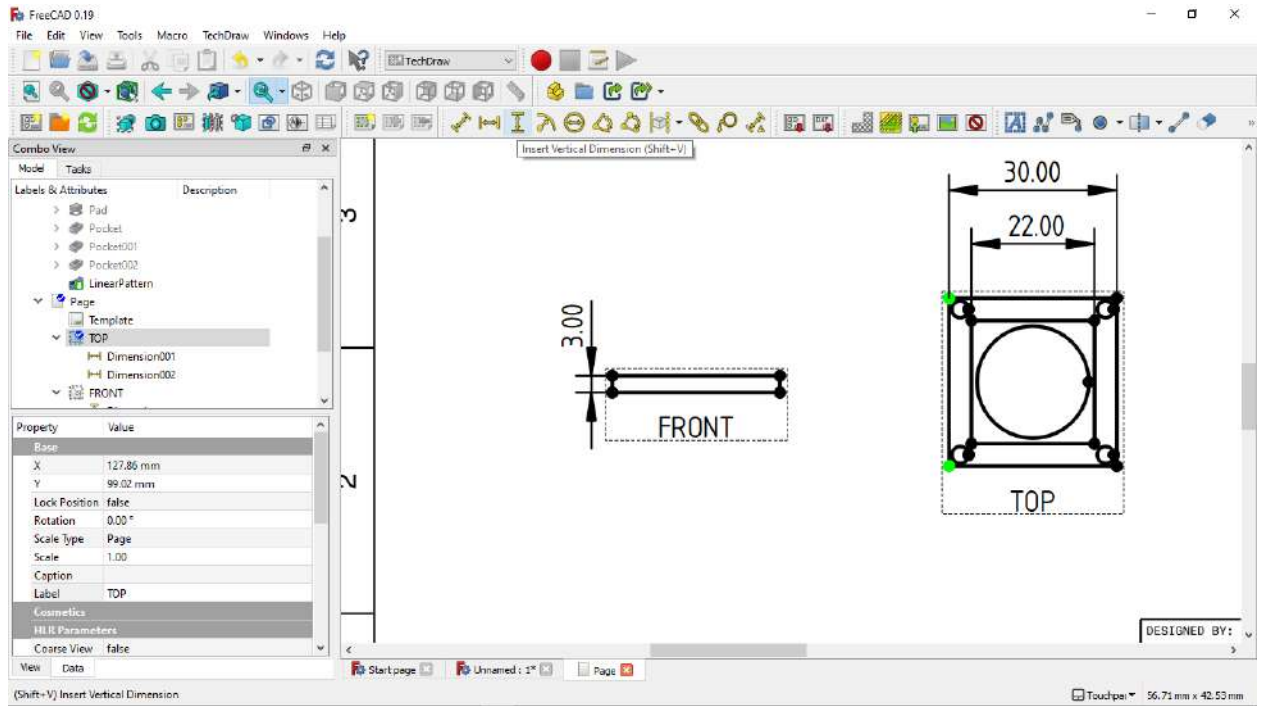 FreeCAD 0.19
File Edit View Tools Macro TechDraw Windows Help
TechDraw
Combo View
Insert Vertical Dimension (Shift+V)
Model Tasks
Labels & Attributes Description
Pad
Pocket
Pocket001
Pocket002
LinearPattern
Page
Template
TOP
Dimension001
Dimension002
FRONT
Property Value
Base
X 127.86 mm
Y 99.02 mm
Lock Position false
Rotation 0.00 °
Scale Type Page
Scale 1.00
Caption
Label TOP
Cosmetics
HLR Parameters
Coarse View false
View Data
3
2
30.00
22.00
3.00
FRONT
TOP
DESIGNED BY:
Start page
Unnamed : 1*
Page
(Shift+V) Insert Vertical Dimension
56.71 mm x 42.53 mm